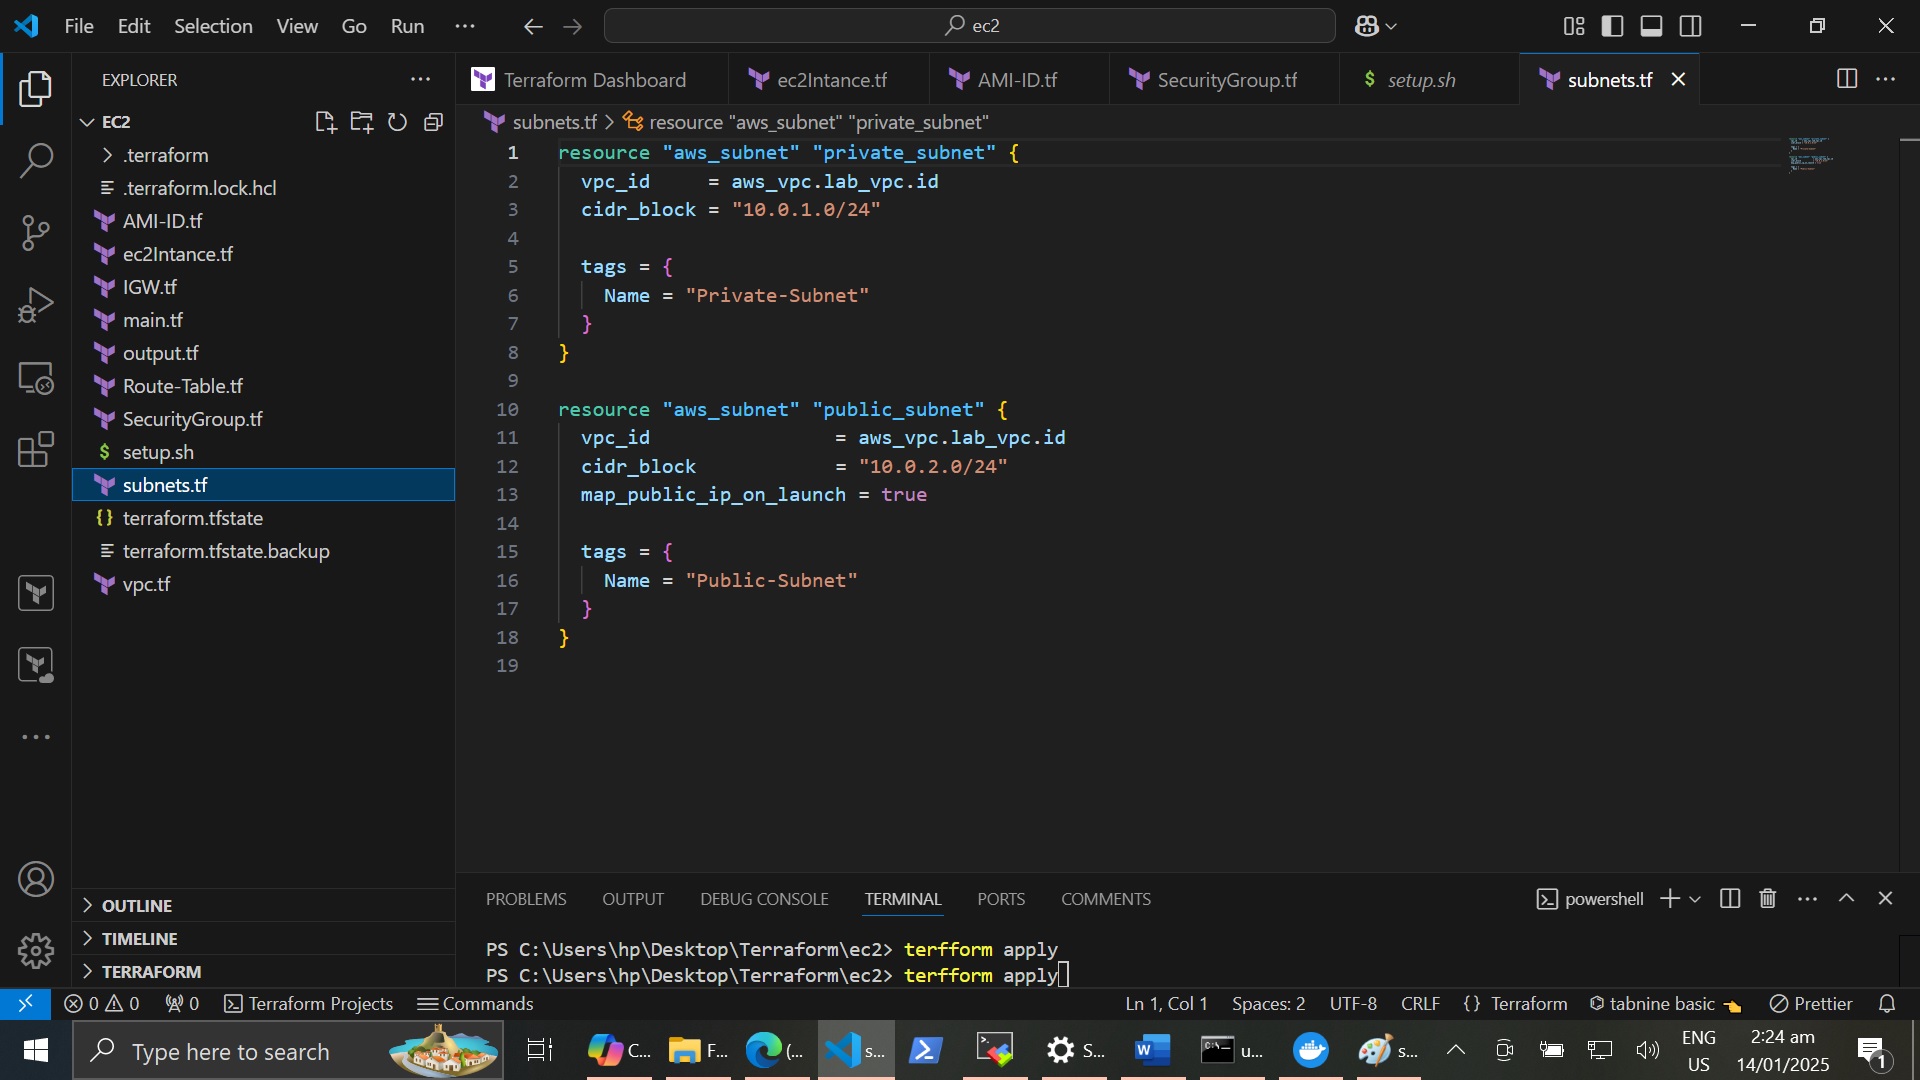 File Edit Selection View Go Run ··· ec2
EXPLORER
Terraform Dashboard ec2Intance.tf AMI-ID.tf SecurityGroup.tf $ setup.sh subnets.tf
EC2
.terraform
.terraform.lock.hcl
AMI-ID.tf
ec2Intance.tf
IGW.tf
main.tf
output.tf
Route-Table.tf
SecurityGroup.tf
$ setup.sh
subnets.tf
{} terraform.tfstate
terraform.tfstate.backup
vpc.tf
OUTLINE
TIMELINE
TERRAFORM
subnets.tf > resource "aws_subnet" "private_subnet"
1 resource "aws_subnet" "private_subnet" {
2 vpc_id = aws_vpc.lab_vpc.id
3 cidr_block = "10.0.1.0/24"
4
5 tags = {
6 Name = "Private-Subnet"
7 }
8 }
9
10 resource "aws_subnet" "public_subnet" {
11 vpc_id = aws_vpc.lab_vpc.id
12 cidr_block = "10.0.2.0/24"
13 map_public_ip_on_launch = true
14
15 tags = {
16 Name = "Public-Subnet"
17 }
18 }
19
PROBLEMS OUTPUT DEBUG CONSOLE TERMINAL PORTS COMMENTS powershell
PS C:\Users\hp\Desktop\Terraform\ec2> terfform apply
PS C:\Users\hp\Desktop\Terraform\ec2> terfform apply
0 0 0 Terraform Projects Commands Ln 1, Col 1 Spaces: 2 UTF-8 CRLF {} Terraform tabnine basic Prettier
Type here to search C... F... (... s... S... u... s... ENG 2:24 am
US 14/01/2025 1